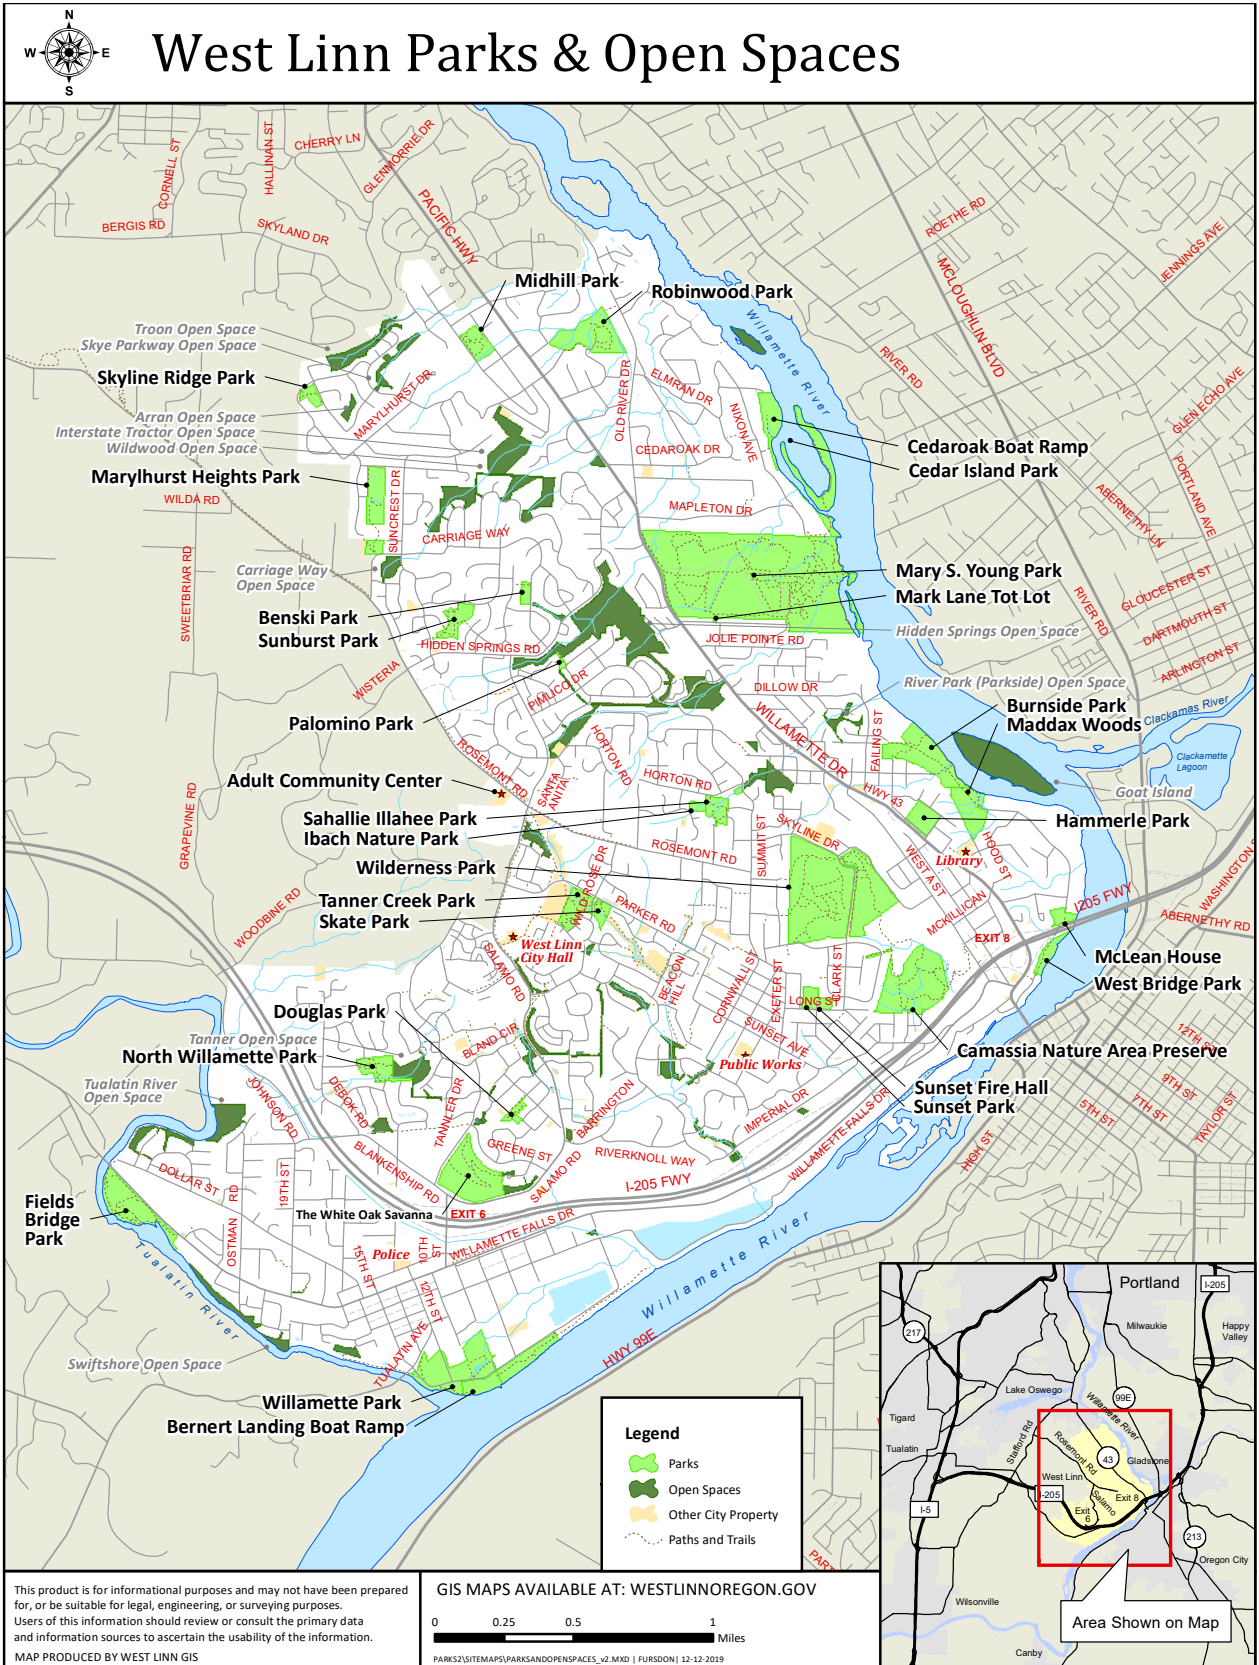 N
W E
S
West Linn Parks & Open Spaces
CORNELL ST
HALLINAN ST
CHERRY LN
GLENMORRIE DR
BERGIS RD
SKYLAND DR
PACIFIC HWY
ROETHE RD
JENNINGS AVE
MCLOUGHLIN BLVD
Midhill Park
Robinwood Park
Willamette River
Troon Open Space
Skye Parkway Open Space
Skyline Ridge Park
MARYLHURST DR
OLD RIVER DR
ELMRAN DR
NIXON AVE
RIVER RD
GLEN ECHO AVE
Arran Open Space
Interstate Tractor Open Space
Wildwood Open Space
CEDAROAK DR
Cedaroak Boat Ramp
Cedar Island Park
PORTLAND AVE
ABERNETHY LN
Marylhurst Heights Park
WILDA RD
SUNCREST DR
MAPLETON DR
CARRIAGE WAY
SWEETBRIAR RD
Carriage Way
Open Space
Mary S. Young Park
Mark Lane Tot Lot
RIVER RD
GLOUCESTER ST
DARTMOUTH ST
ARLINGTON ST
Benski Park
Sunburst Park
HIDDEN SPRINGS RD
JOLIE POINTE RD
Hidden Springs Open Space
WISTERIA
PIMLICO DR
DILLOW DR
River Park (Parkside) Open Space
Burnside Park
Maddax Woods
Clackamas River
Palomino Park
WILLAMETTE DR
FAILING ST
Clackamette
Lagoon
ROSEMONT RD
HORTON RD
HORTON RD
SANTA
ANITA
Adult Community Center
HWY 43
Goat Island
GRAPEVINE RD
Sahallie Illahee Park
Ibach Nature Park
SKYLINE DR
SUMMIT ST
Hammerle Park
HOOD ST
Library
WEST A ST
ROSEMONT RD
Wilderness Park
WASHINGTON S
WILD ROSE DR
Tanner Creek Park
Skate Park
PARKER RD
MCKILLICAN
I205 FWY
ABERNETHY RD
WOODBINE RD
EXIT 8
West Linn
City Hall
SALAMO RD
BEACON
HILL
CORNWALL ST
EXETER ST
CLARK ST
LONG ST
McLean House
West Bridge Park
Douglas Park
SUNSET AVE
Tanner Open Space
North Willamette Park
BLAND CIR
Public Works
Camassia Nature Area Preserve
12TH ST
9TH ST
7TH ST
5TH ST
TAYLOR ST
Tualatin River
Open Space
JOHNSON RD
DEBOK RD
TANNLER DR
BARRINGTON
IMPERIAL DR
Sunset Fire Hall
Sunset Park
WILLAMETTE FALLS DR
HIGH ST
BLANKENSHIP RD
GREENE ST
RIVERKNOLL WAY
SALAMO RD
I-205 FWY
DOLLAR ST
OSTMAN RD
19TH ST
Fields
Bridge
Park
The White Oak Savanna
EXIT 6
WILLAMETTE FALLS DR
Police
15TH ST
10TH ST
12TH ST
Tualatin River
Willamette River
HWY 99E
TUALATIN AVE
Swiftshore Open Space
Willamette Park
Bernert Landing Boat Ramp
Legend
Parks
Open Spaces
Other City Property
Paths and Trails
PART
Portland
I-205
217
Milwaukie
Happy
Valley
Lake Oswego
99E
Willamette River
Tigard
Stafford Rd
Rosemont Rd
43
Gladstone
Tualatin
West Linn
I-205
Salamo
Exit 8
Exit
6
I-5
213
Oregon City
Wilsonville
Area Shown on Map
Canby
This product is for informational purposes and may not have been prepared
for, or be suitable for legal, engineering, or surveying purposes.
Users of this information should review or consult the primary data
and information sources to ascertain the usability of the information.
MAP PRODUCED BY WEST LINN GIS
GIS MAPS AVAILABLE AT: WESTLINNOREGON.GOV
0 0.25 0.5 1
Miles
PARKS2\SITEMAPS\PARKSANDOPENSPACES_v2.MXD | FURSDON | 12-12-2019